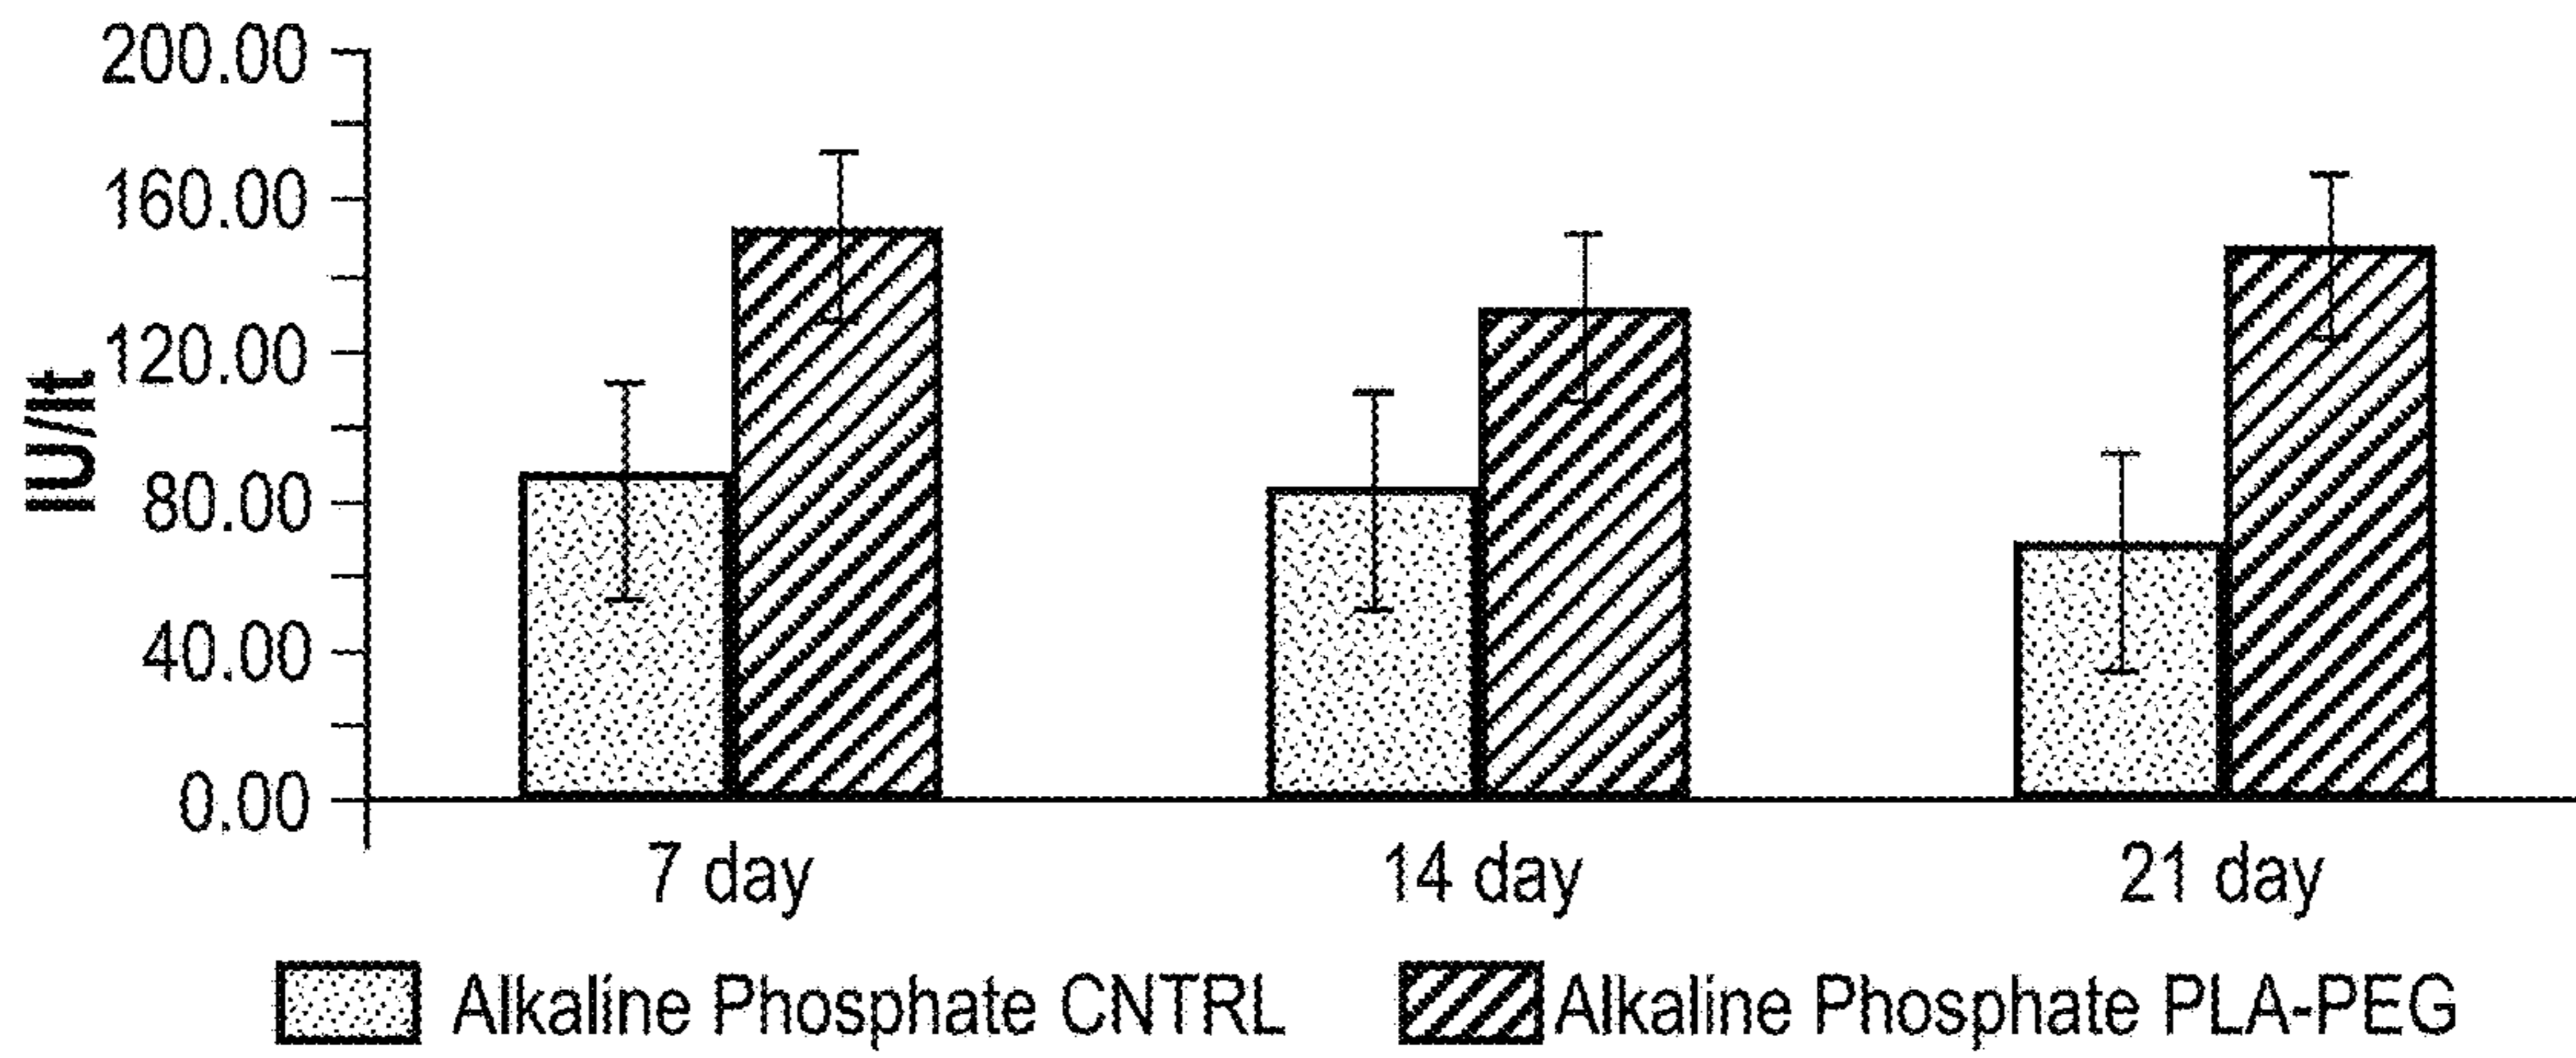 200.00
160.00
120.00
80.00
40.00
0.00
IU/lt
7 day
14 day
21 day
Alkaline Phosphate CNTRL
Alkaline Phosphate PLA-PEG